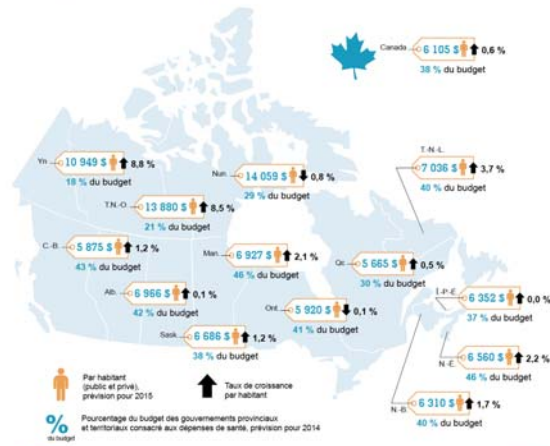 Canada 6 105 $ 0,6 %
38 % du budget
T.-N.-L.
7 036 $ 3,7 %
40 % du budget
Yn 10 949 $ 8,8 %
18 % du budget
Nun. 14 059 $ 0,8 %
29 % du budget
T.N.-O. 13 880 $ 8,5 %
21 % du budget
C.-B. 5 875 $ 1,2 %
43 % du budget
Man. 6 927 $ 2,1 %
46 % du budget
Qc 5 665 $ 0,5 %
30 % du budget
Î.-P.-É.
6 352 $ 0,0 %
37 % du budget
Alb. 6 966 $ 0,1 %
42 % du budget
Ont. 5 920 $ 0,1 %
41 % du budget
Sask. 6 686 $ 1,2 %
38 % du budget
6 560 $ 2,2 %
N.-É. 46 % du budget
N.-B. 6 310 $ 1,7 %
40 % du budget
Par habitant
(public et privé),
prévision pour 2015
Taux de croissance
par habitant
%
du budget
Pourcentage du budget des gouvernements provinciaux
et territoriaux consacré aux dépenses de santé, prévision pour 2014